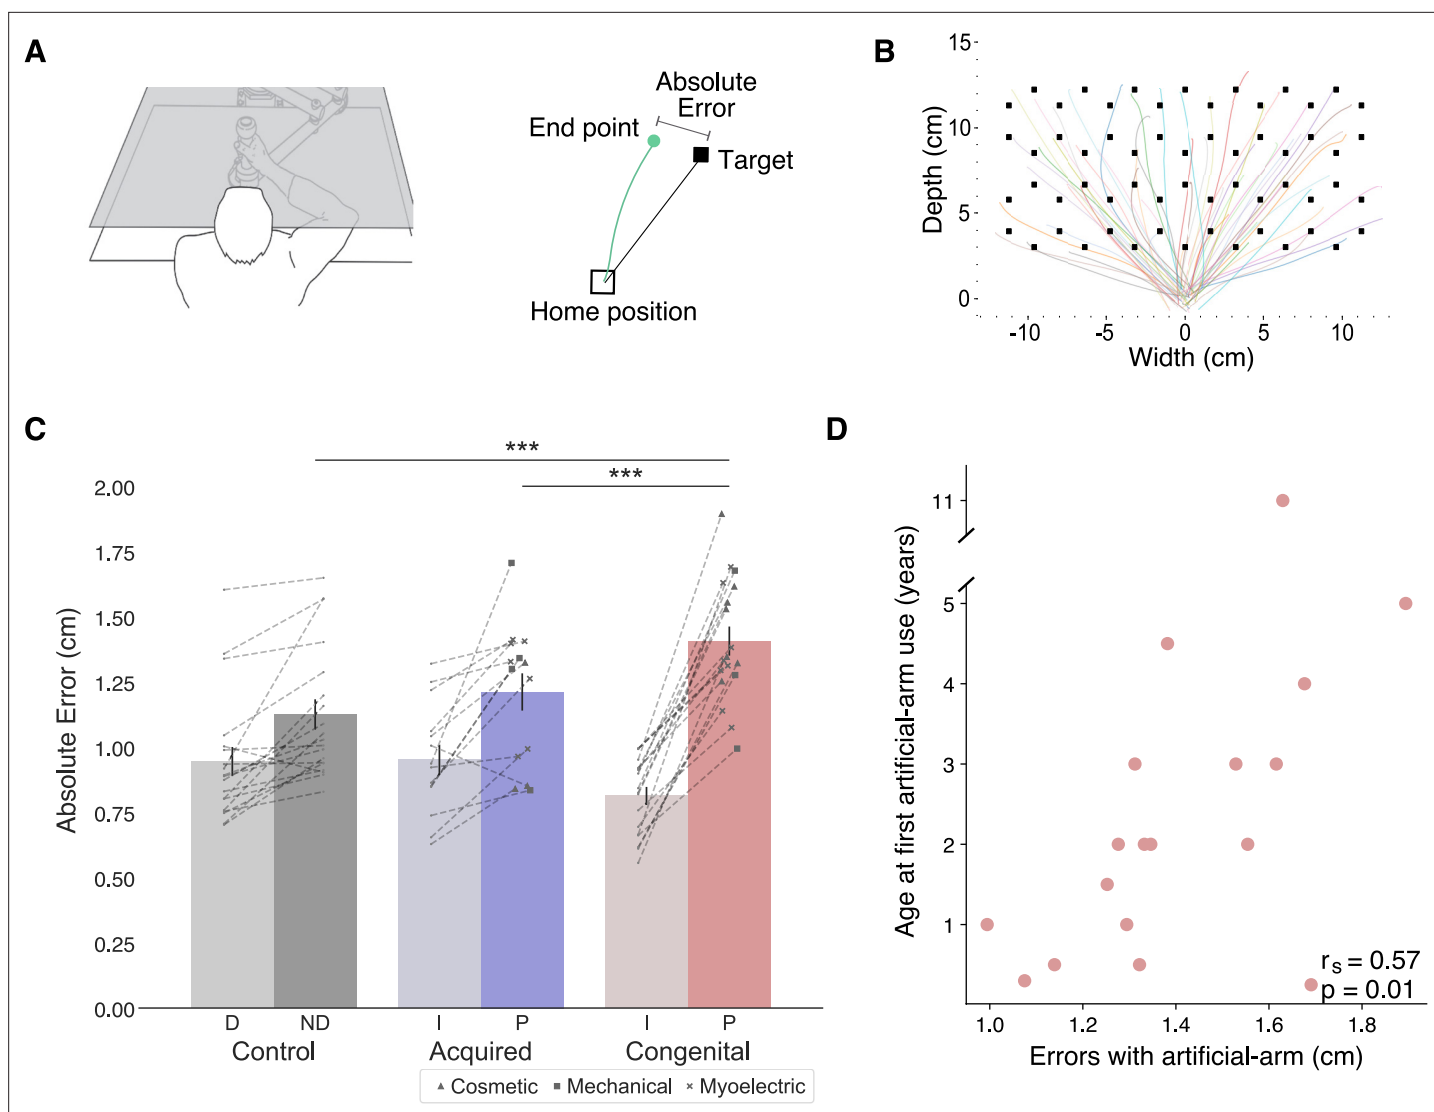 A
Absolute
Error
End point
Target
Home position
B
15
10
5
0
Depth (cm)
-10 -5 0 5 10
Width (cm)
C
***
***
2.00
1.75
1.50
1.25
1.00
0.75
0.50
0.25
0.00
Absolute Error (cm)
D ND I P I P
Control Acquired Congenital
Cosmetic Mechanical Myoelectric
D
11
5
4
3
2
1
Age at first artificial-arm use (years)
rs = 0.57
p = 0.01
1.0 1.2 1.4 1.6 1.8
Errors with artificial-arm (cm)